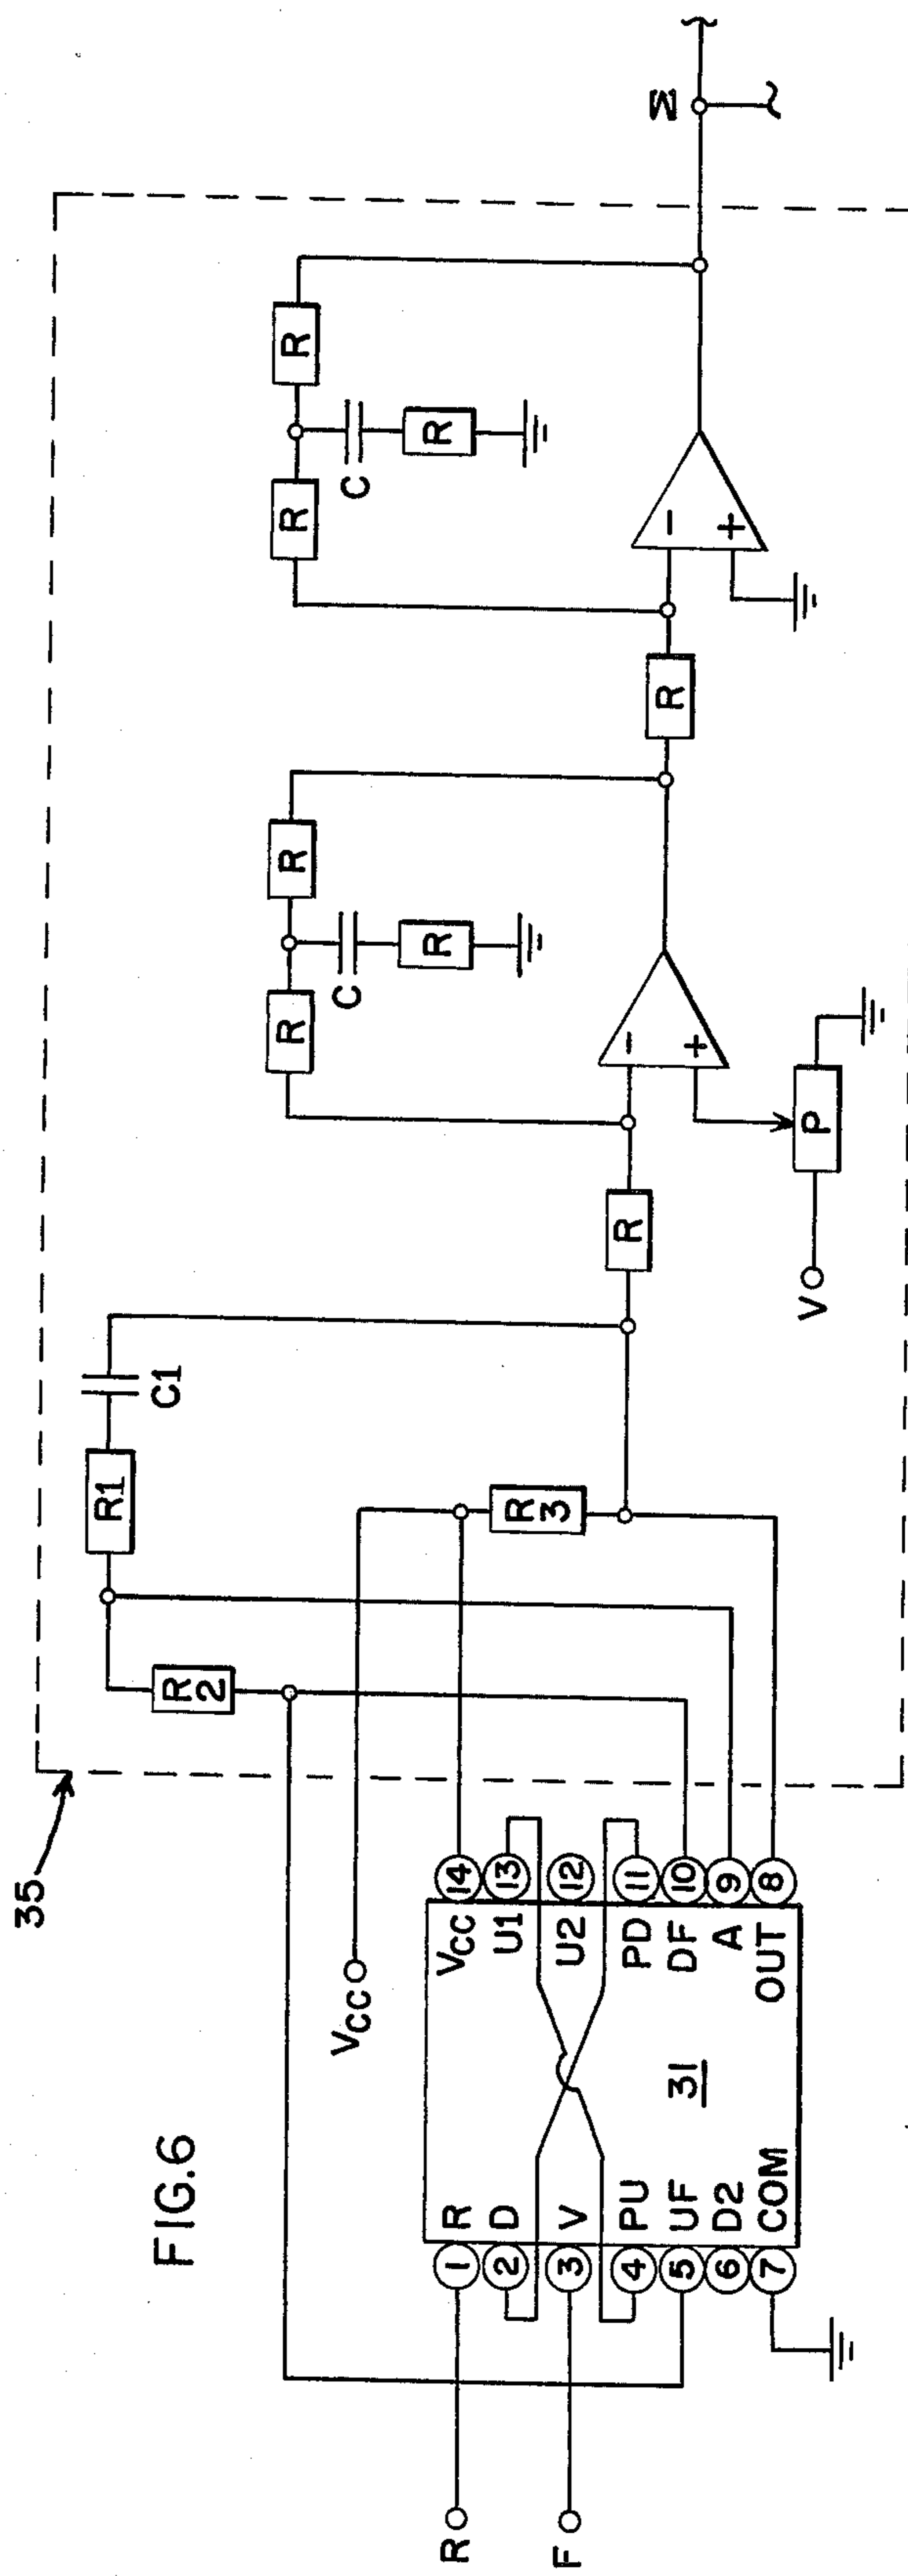 FIG.6
35
R
F
VCC
1
R
2
D
3
V
4
PU
5
UF
6
D2
7
COM
31
14
VCC
13
U1
12
U2
11
PD
10
DF
9
A
8
OUT
R2
R1
C1
R3
R
V
P
R
R
C
R
-
+
R
R
R
C
R
-
+
M